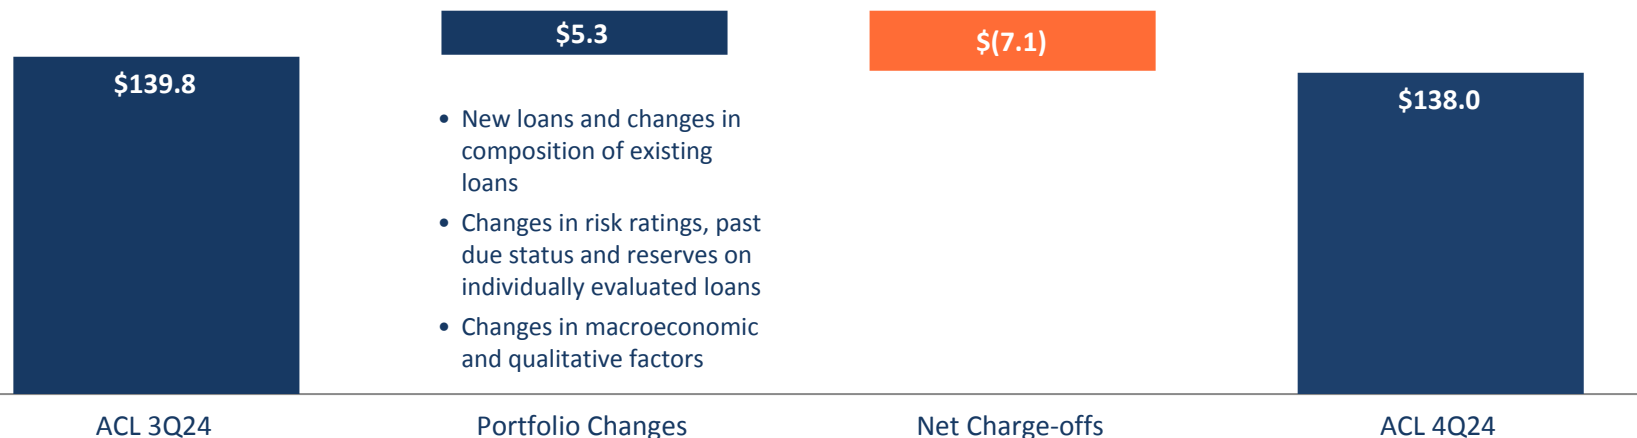 $5.3
$(7.1)
$139.8
$138.0
• New loans and changes in
composition of existing
loans
• Changes in risk ratings, past
due status and reserves on
individually evaluated loans
• Changes in macroeconomic
and qualitative factors
ACL 3Q24
Portfolio Changes
Net Charge-offs
ACL 4Q24